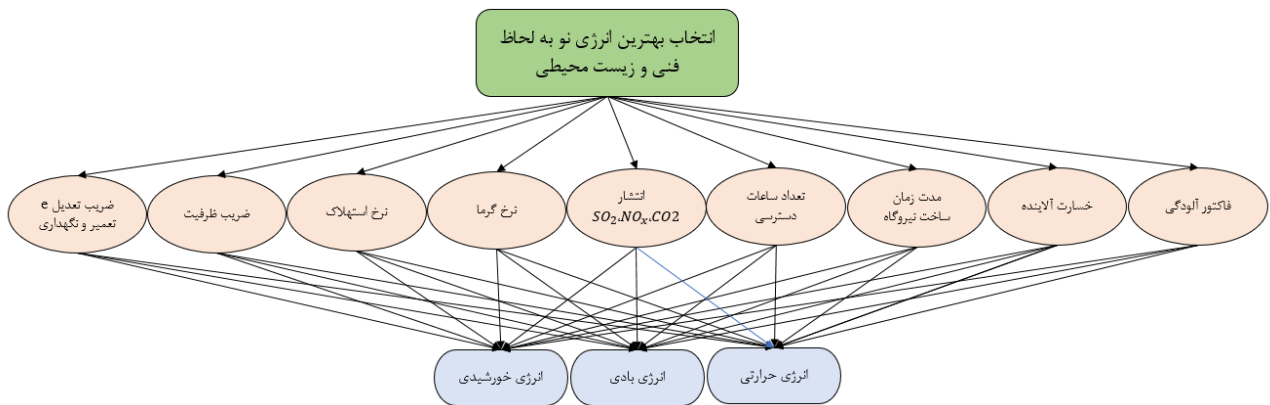 انتخاب بهترین انرژی نو به لحاظ
فنی و زیست محیطی
فاکتور آلودگی
خسارت آلاینده
مدت زمان
ساخت نیروگاه
تعداد ساعات
دسترسی
انتشار
SO₂.NOₓ.CO2
نرخ گرما
نرخ استهلاک
ضریب ظرفیت
ضریب تعدیل e
تعمیر و نگهداری
انرژی حرارتی
انرژی بادی
انرژی خورشیدی